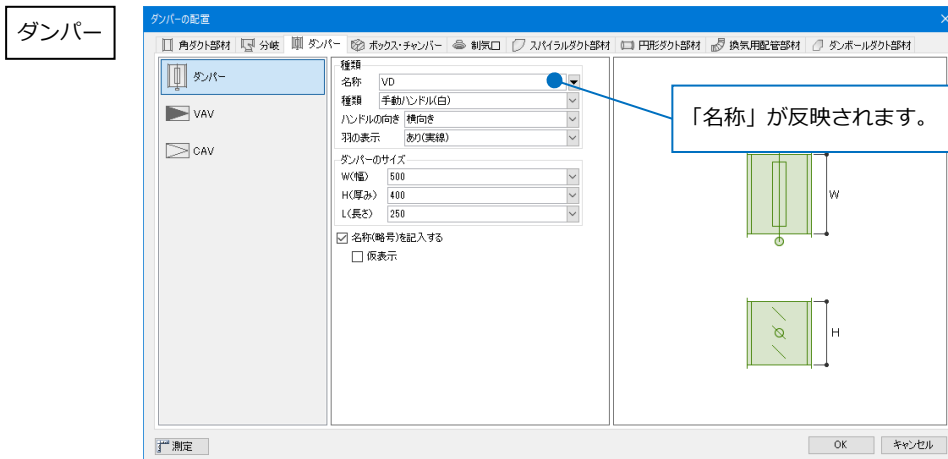 ダンパー
ダンパーの配置
角ダクト部材 分岐 ダンパー ボックス・チャンバー 制気口 スパイラルダクト部材 円形ダクト部材 換気用配管部材 ダンボールダクト部材
ダンパー
VAV
CAV
種類
名称 VD
種類 手動ハンドル(白)
ハンドルの向き 横向き
羽の表示 あり(実線)
ダンパーのサイズ
W(幅) 500
H(厚み) 400
L(長さ) 250
名称(略号)を記入する
仮表示
「名称」が反映されます。
W
H
測定
OK キャンセル